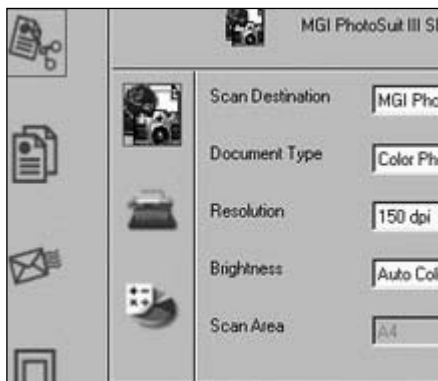 MGI PhotoSuit III S
Scan Destination
MGI Pho
Document Type
Color Ph
Resolution
150 dpi
Brightness
Auto Col
Scan Area
A4